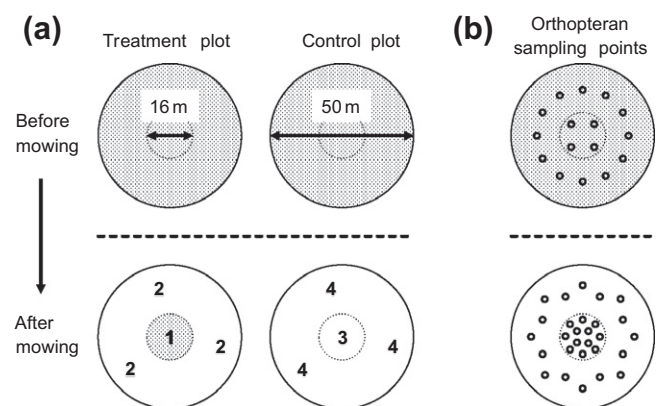 (a)
Treatment plot
Control plot
(b)
Orthopteran
sampling points
Before
mowing
16 m
50 m
After
mowing
2
1
2
2
4
3
4
4